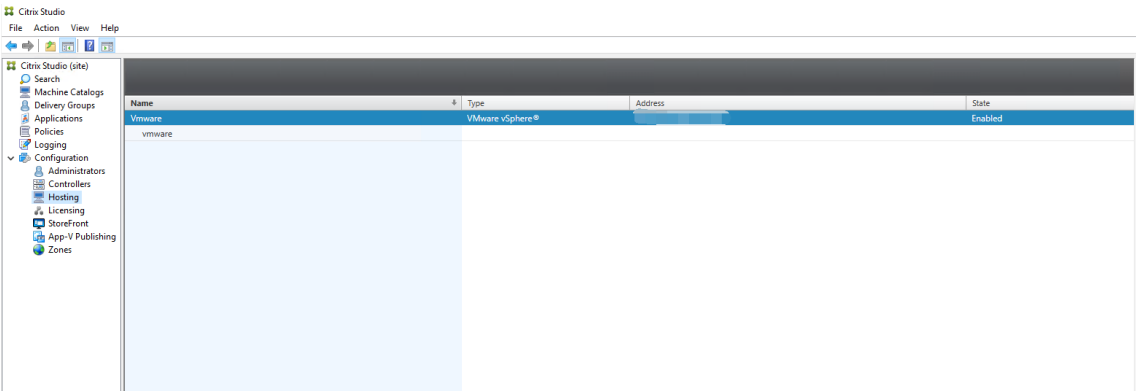 Citrix Studio
File Action View Help
Citrix Studio (site)
Search
Machine Catalogs
Delivery Groups
Applications
Policies
Logging
Configuration
Administrators
Controllers
Hosting
Licensing
StoreFront
App-V Publishing
Zones
Name Type Address State
Vmware VMware vSphere® Enabled
vmware